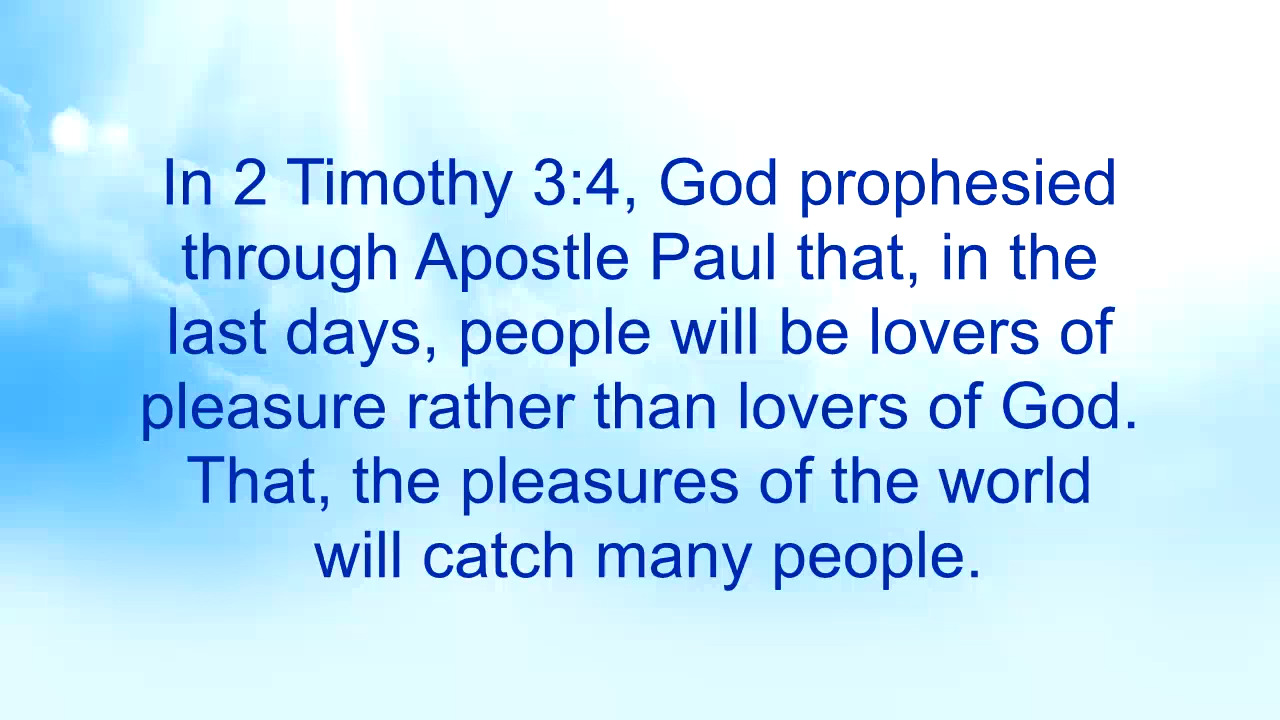 In 2 Timothy 3:4, God prophesied
through Apostle Paul that, in the
last days, people will be lovers of
pleasure rather than lovers of God.
That, the pleasures of the world
will catch many people.